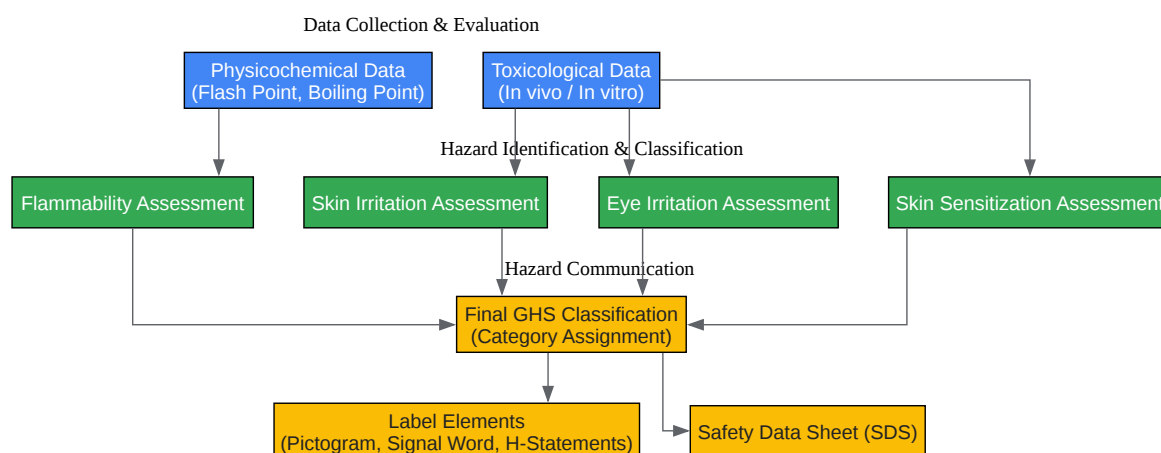 Data Collection & Evaluation
Physicochemical Data
(Flash Point, Boiling Point)
Toxicological Data
(In vivo / In vitro)
Hazard Identification & Classification
Flammability Assessment
Skin Irritation Assessment
Eye Irritation Assessment
Skin Sensitization Assessment
Hazard Communication
Final GHS Classification
(Category Assignment)
Label Elements
(Pictogram, Signal Word, H-Statements)
Safety Data Sheet (SDS)